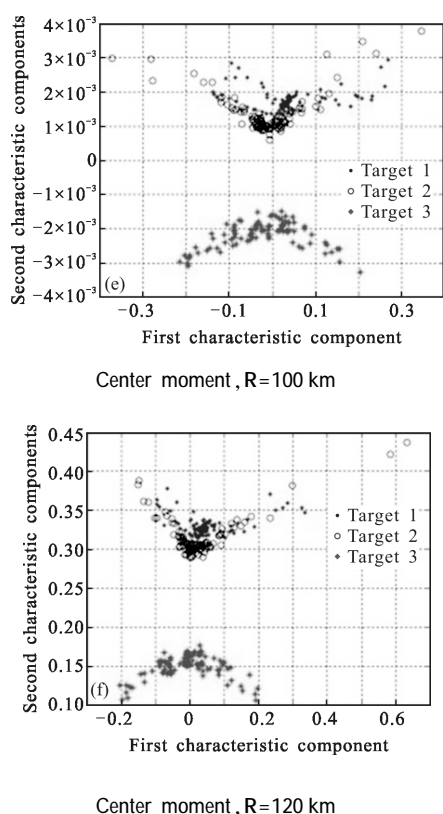 Second characteristic components
4×10⁻³
3×10⁻³
2×10⁻³
1×10⁻³
0
−1×10⁻³
−2×10⁻³
−3×10⁻³
−4×10⁻³
Target 1
Target 2
Target 3
(e)
−0.3 −0.1 0.1 0.3
First characteristic component
Center moment, R=100 km
Second characteristic components
0.45
0.40
0.35
0.30
0.25
0.20
0.15
0.10
Target 1
Target 2
Target 3
(f)
−0.2 0 0.2 0.4 0.6
First characteristic component
Center moment, R=120 km